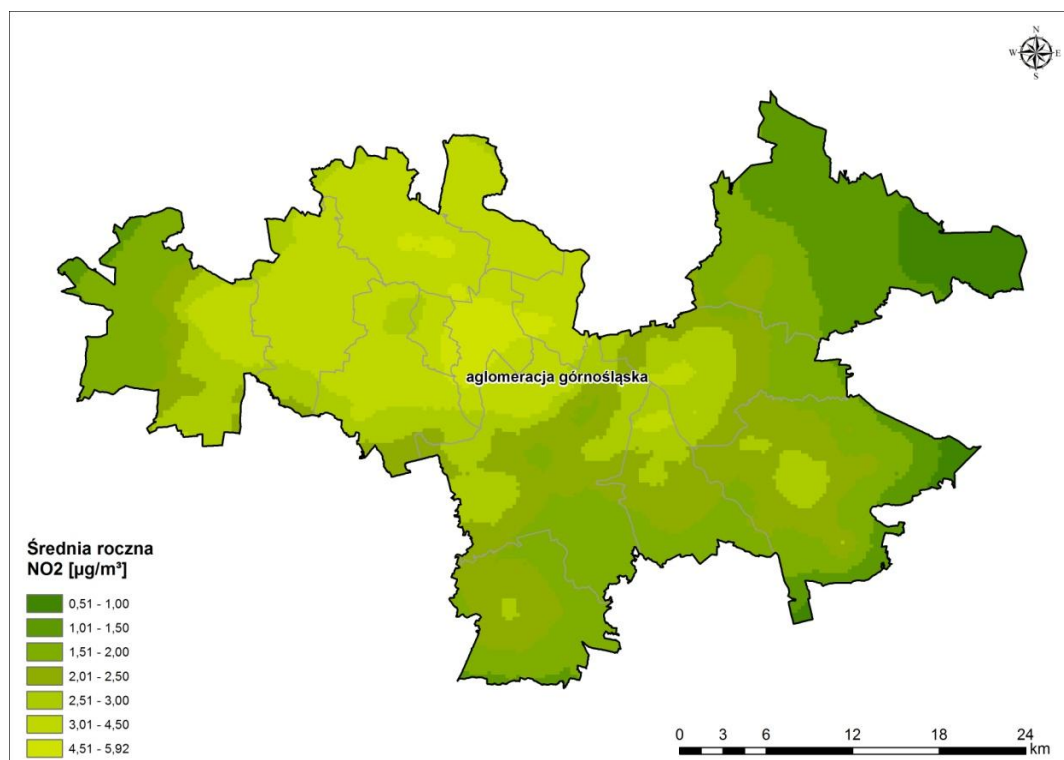 N
W E
S
aglomeracja górnośląska
Średnia roczna
NO2 [µg/m³]
0,51 - 1,00
1,01 - 1,50
1,51 - 2,00
2,01 - 2,50
2,51 - 3,00
3,01 - 4,50
4,51 - 5,92
0 3 6 12 18 24
km